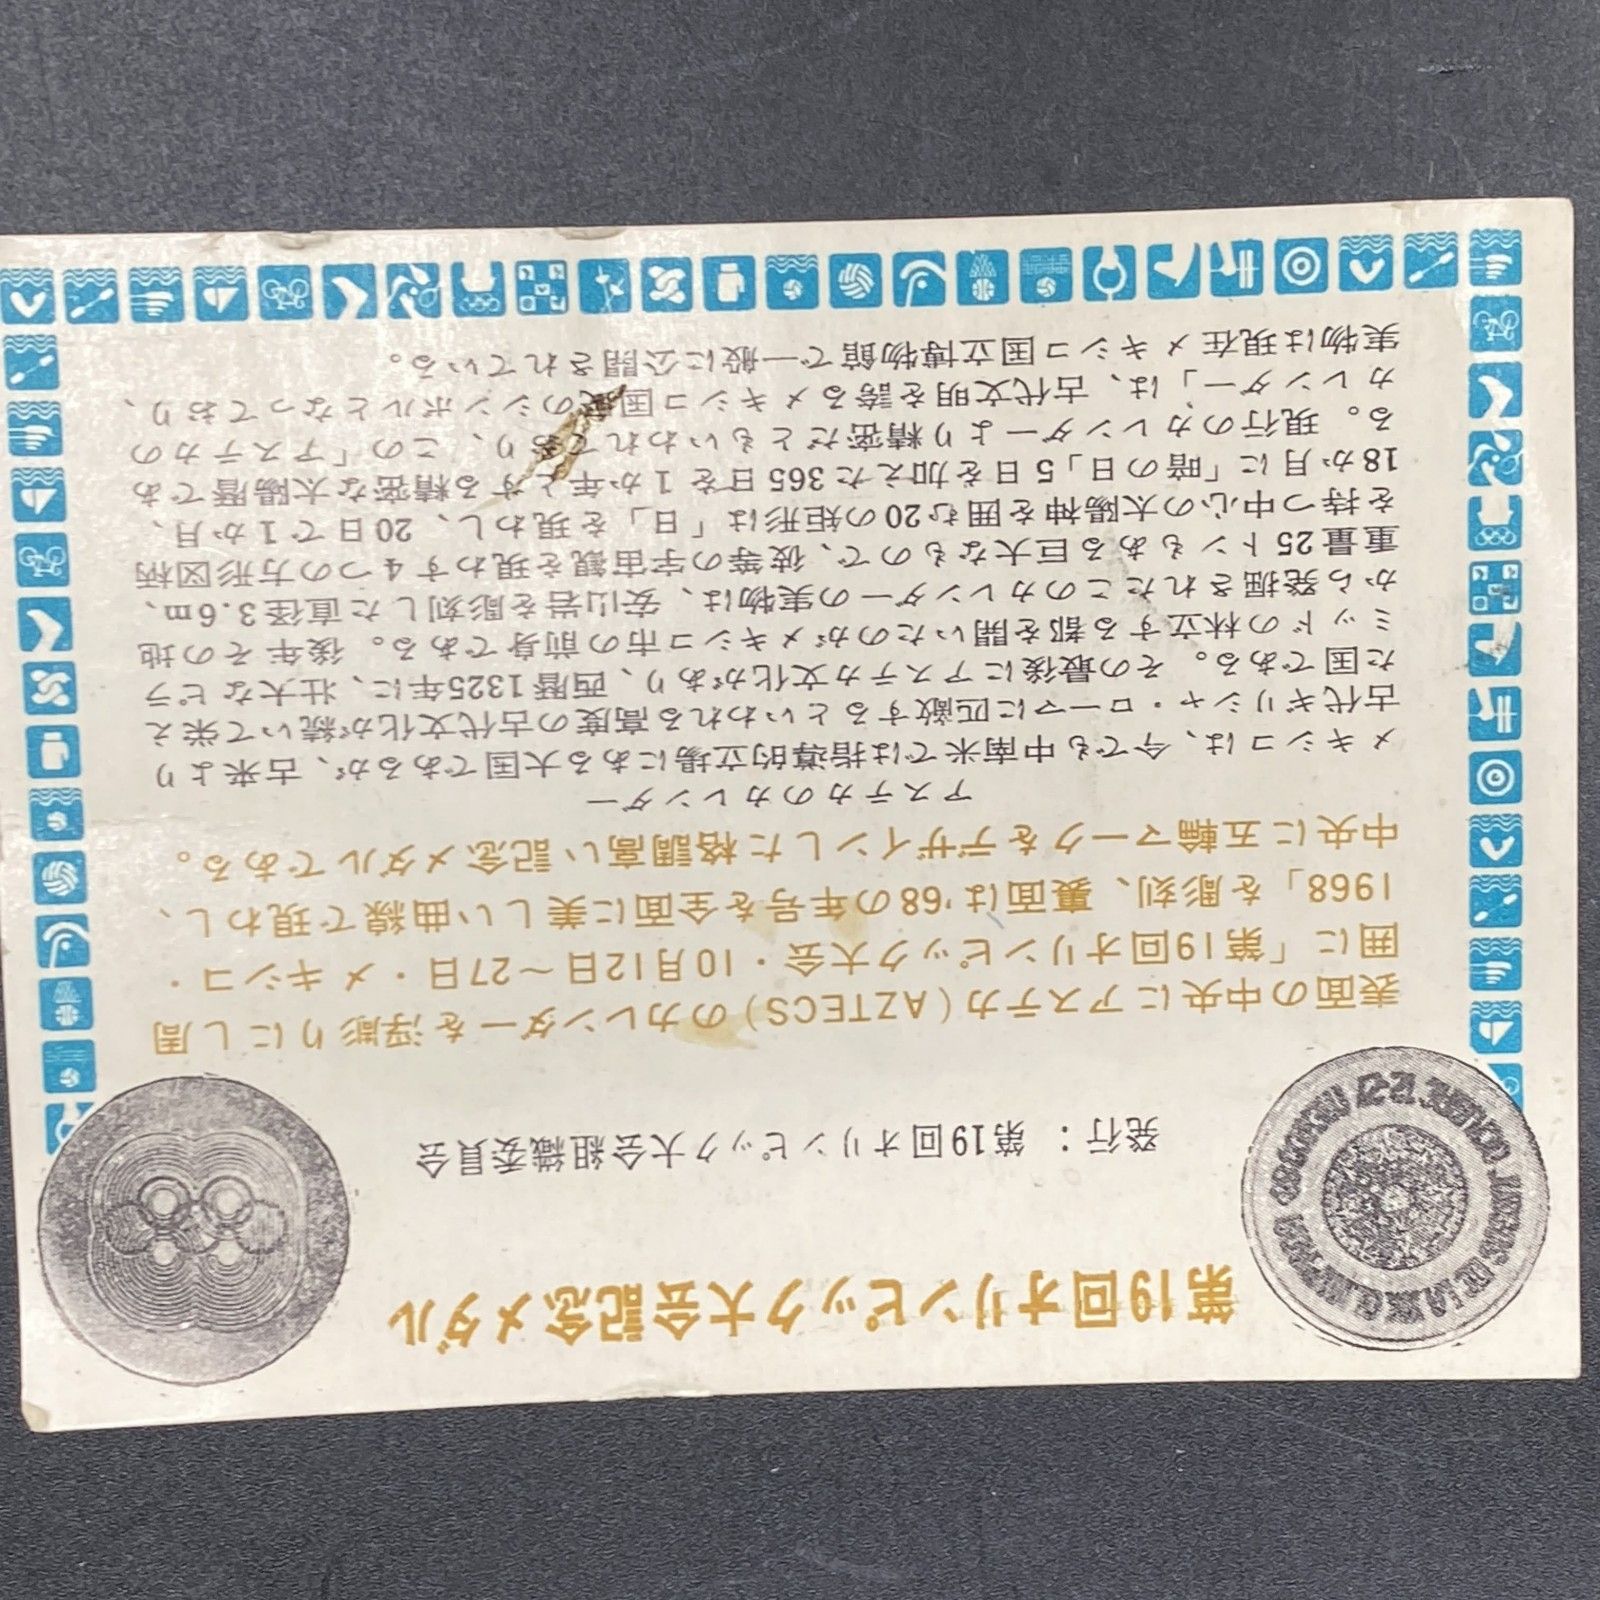 第19回オリンピック大会記念メダル
発行：第19回オリンピック大会組織委員会
表面の中央にアステカ(AZTECS)のカレンダーを浮彫りにし周
囲に「第19回オリンピック大会・10月12日〜27日・メキシコ・
1968」を彫刻、裏面は'68の年号を全面に美しい曲線で現わし、
中央に五輪マークをデザインした格調高い記念メダルである。
アステカのカレンダー
メキシコは、今でも中南米では指導的立場にある大国であるが、古来より
古代ギリシャ・ローマに匹敵するといわれる高度の古代文化が続いて栄え
た国である。その最後にアステカ文化があり、西暦1325年に、壮大なピラ
ミッドの林立する都を開いたのがメキシコ市の前身である。後年その地
から発掘されたこのカレンダーの実物は、安山岩を彫刻した直径3.6m、
重量25トンもある巨大なもので、彼等の宇宙観を現わす4つの方形図柄
を持つ中心の太陽神を囲む20の矩形は「日」を現わし、20日で1か月、
18か月に「暗の日」5日を加えた365日を1か年とする精密な太陽暦であ
る。現行のカレンダーより精密だともいわれており、この「アステカの
カレンダー」は、古代文明を誇るメキシコ国家のシンボルとなっており、
実物は現在メキシコ国立博物館で一般に公開されている。